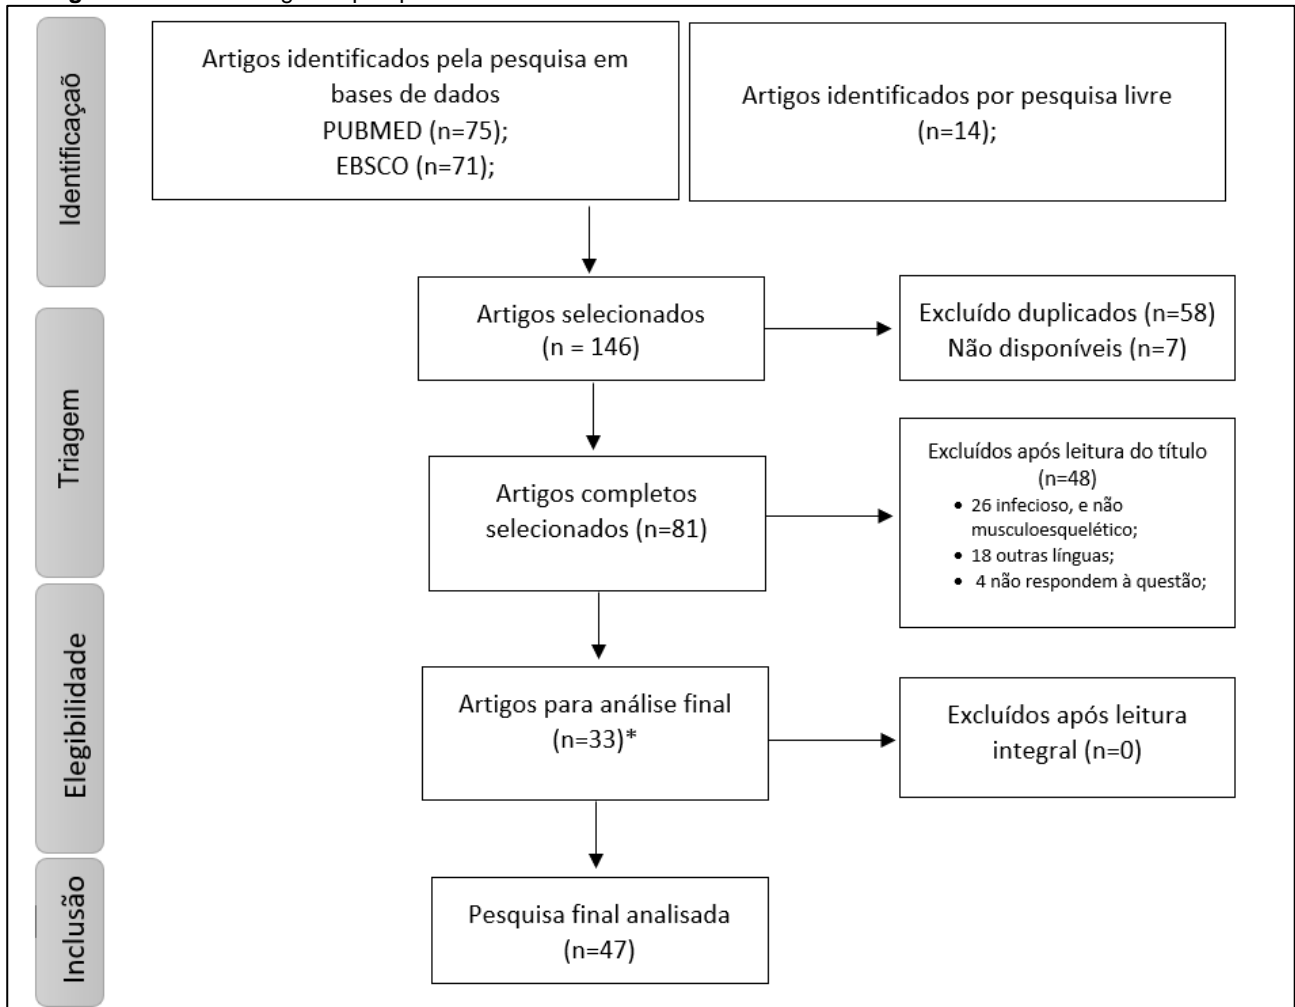 Identificação
Artigos identificados pela pesquisa em
bases de dados
PUBMED (n=75);
EBSCO (n=71);
Artigos identificados por pesquisa livre
(n=14);
Triagem
Artigos selecionados
(n = 146)
Excluído duplicados (n=58)
Não disponíveis (n=7)
Artigos completos
selecionados (n=81)
Excluídos após leitura do título
(n=48)
• 26 infecioso, e não
musculoesquelético;
• 18 outras línguas;
• 4 não respondem à questão;
Elegibilidade
Artigos para análise final
(n=33)*
Excluídos após leitura
integral (n=0)
Inclusão
Pesquisa final analisada
(n=47)